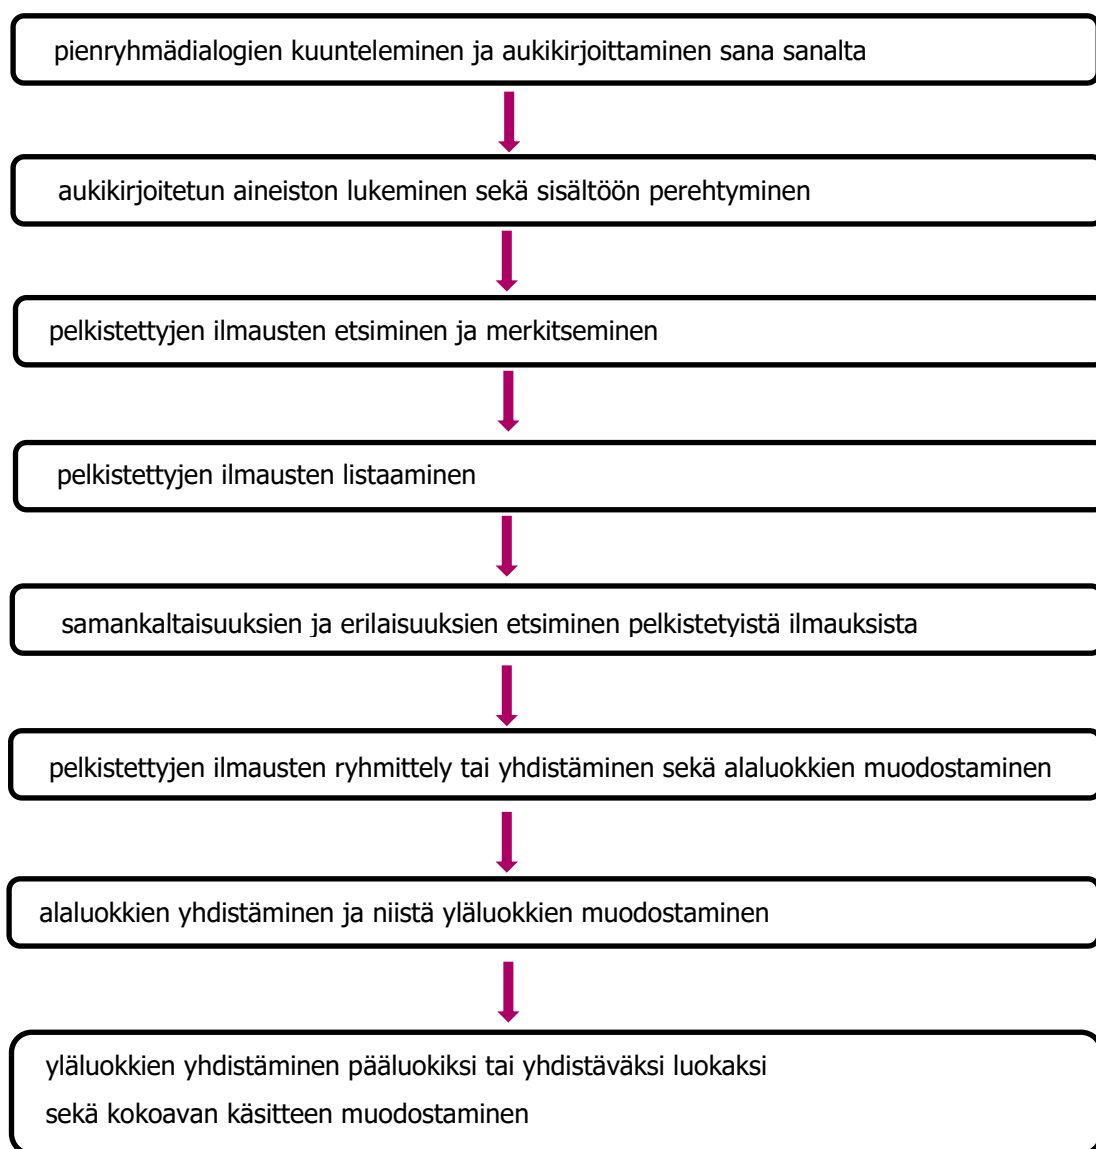 pienryhmädialogien kuunteleminen ja aukikirjoittaminen sana sanalta
aukikirjoitetun aineiston lukeminen sekä sisältöön perehtyminen
pelkistettyjen ilmausten etsiminen ja merkitseminen
pelkistettyjen ilmausten listaaminen
samankaltaisuuksien ja erilaisuuksien etsiminen pelkistetyistä ilmauksista
pelkistettyjen ilmausten ryhmittely tai yhdistäminen sekä alaluokkien muodostaminen
alaluokkien yhdistäminen ja niistä yläluokkien muodostaminen
yläluokkien yhdistäminen pääluokiksi tai yhdistäväksi luokaksi
sekä kokoavan käsitteen muodostaminen